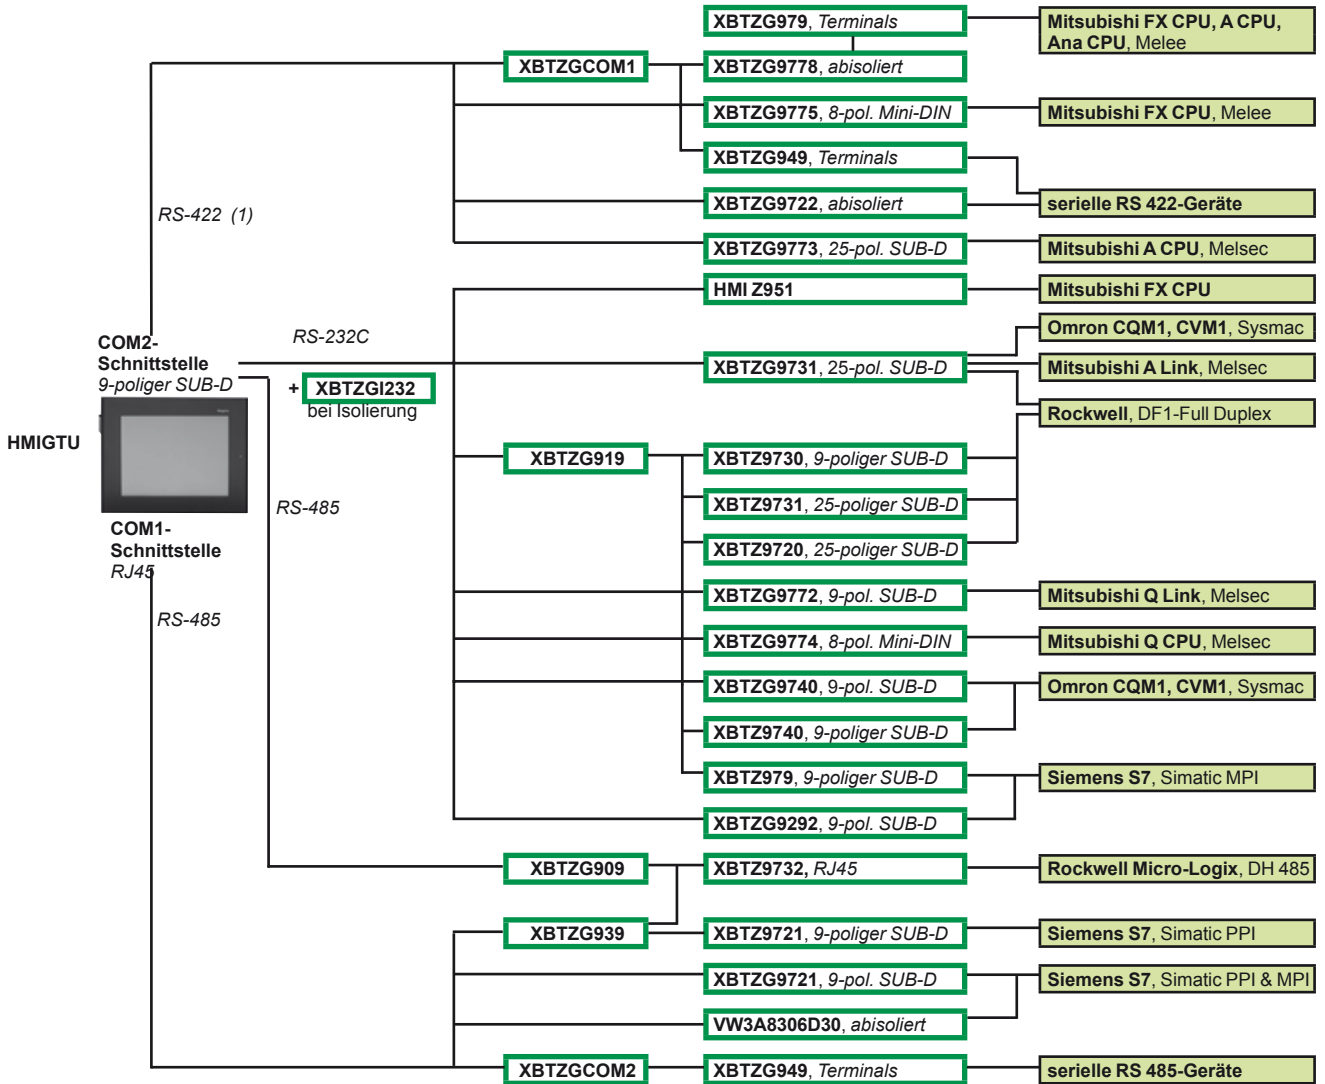 XBTZG979, Terminals
Mitsubishi FX CPU, A CPU,
Ana CPU, Melee
XBTZGCOM1
XBTZG9778, abisoliert
XBTZG9775, 8-pol. Mini-DIN
Mitsubishi FX CPU, Melee
XBTZG949, Terminals
RS-422 (1)
XBTZG9722, abisoliert
serielle RS 422-Geräte
XBTZG9773, 25-pol. SUB-D
Mitsubishi A CPU, Melsec
HMI Z951
Mitsubishi FX CPU
Omron CQM1, CVM1, Sysmac
RS-232C
COM2-
Schnittstelle
9-poliger SUB-D
XBTZG9731, 25-pol. SUB-D
Mitsubishi A Link, Melsec
+ XBTZGI232
bei Isolierung
Rockwell, DF1-Full Duplex
HMIGTU
XBTZG919
XBTZ9730, 9-poliger SUB-D
RS-485
XBTZ9731, 25-poliger SUB-D
COM1-
Schnittstelle
RJ45
XBTZ9720, 25-poliger SUB-D
XBTZG9772, 9-pol. SUB-D
Mitsubishi Q Link, Melsec
RS-485
XBTZG9774, 8-pol. Mini-DIN
Mitsubishi Q CPU, Melsec
XBTZG9740, 9-pol. SUB-D
Omron CQM1, CVM1, Sysmac
XBTZ9740, 9-poliger SUB-D
XBTZ979, 9-poliger SUB-D
Siemens S7, Simatic MPI
XBTZG9292, 9-pol. SUB-D
XBTZG909
XBTZ9732, RJ45
Rockwell Micro-Logix, DH 485
XBTZG939
XBTZ9721, 9-poliger SUB-D
Siemens S7, Simatic PPI
XBTZG9721, 9-pol. SUB-D
Siemens S7, Simatic PPI & MPI
VW3A8306D30, abisoliert
XBTZGCOM2
XBTZG949, Terminals
serielle RS 485-Geräte